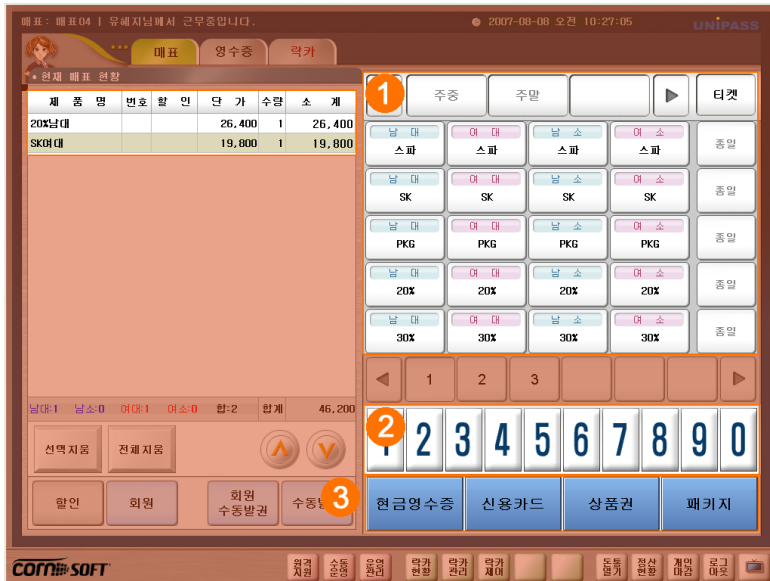 매표: 매표04 | 유혜지님께서 근무중입니다.
2007-08-08 오전 10:27:05
UNIPASS
매표 영수증 락카
• 현재 매표 현황
제 품 명 번호 할 인 단 가 수량 소 계
20%남대 26,400 1 26,400
SK여대 19,800 1 19,800
남대:1 남소:0 여대:1 여소:0 합:2 합계 46,200
선택지움 전체지움
할인 회원 회원 수동발권 수동발
3
1 주중 주말 ▶ 티켓
남 대 여 대 남 소 여 소
스파 스파 스파 스파 종일
남 대 여 대 남 소 여 소
SK SK SK SK 종일
남 대 여 대 남 소 여 소
PKG PKG PKG PKG 종일
남 대 여 대 남 소 여 소
20% 20% 20% 20% 종일
남 대 여 대 남 소 여 소
30% 30% 30% 30% 종일
◀ 1 2 3 ▶
2
1 2 3 4 5 6 7 8 9 0
현금영수증 신용카드 상품권 패키지
CORNSOFT
원격지원 수동운영 운영관리 락카현황 락카관리 락카제어 돈통열기 정산현황 개인마감 로그아웃